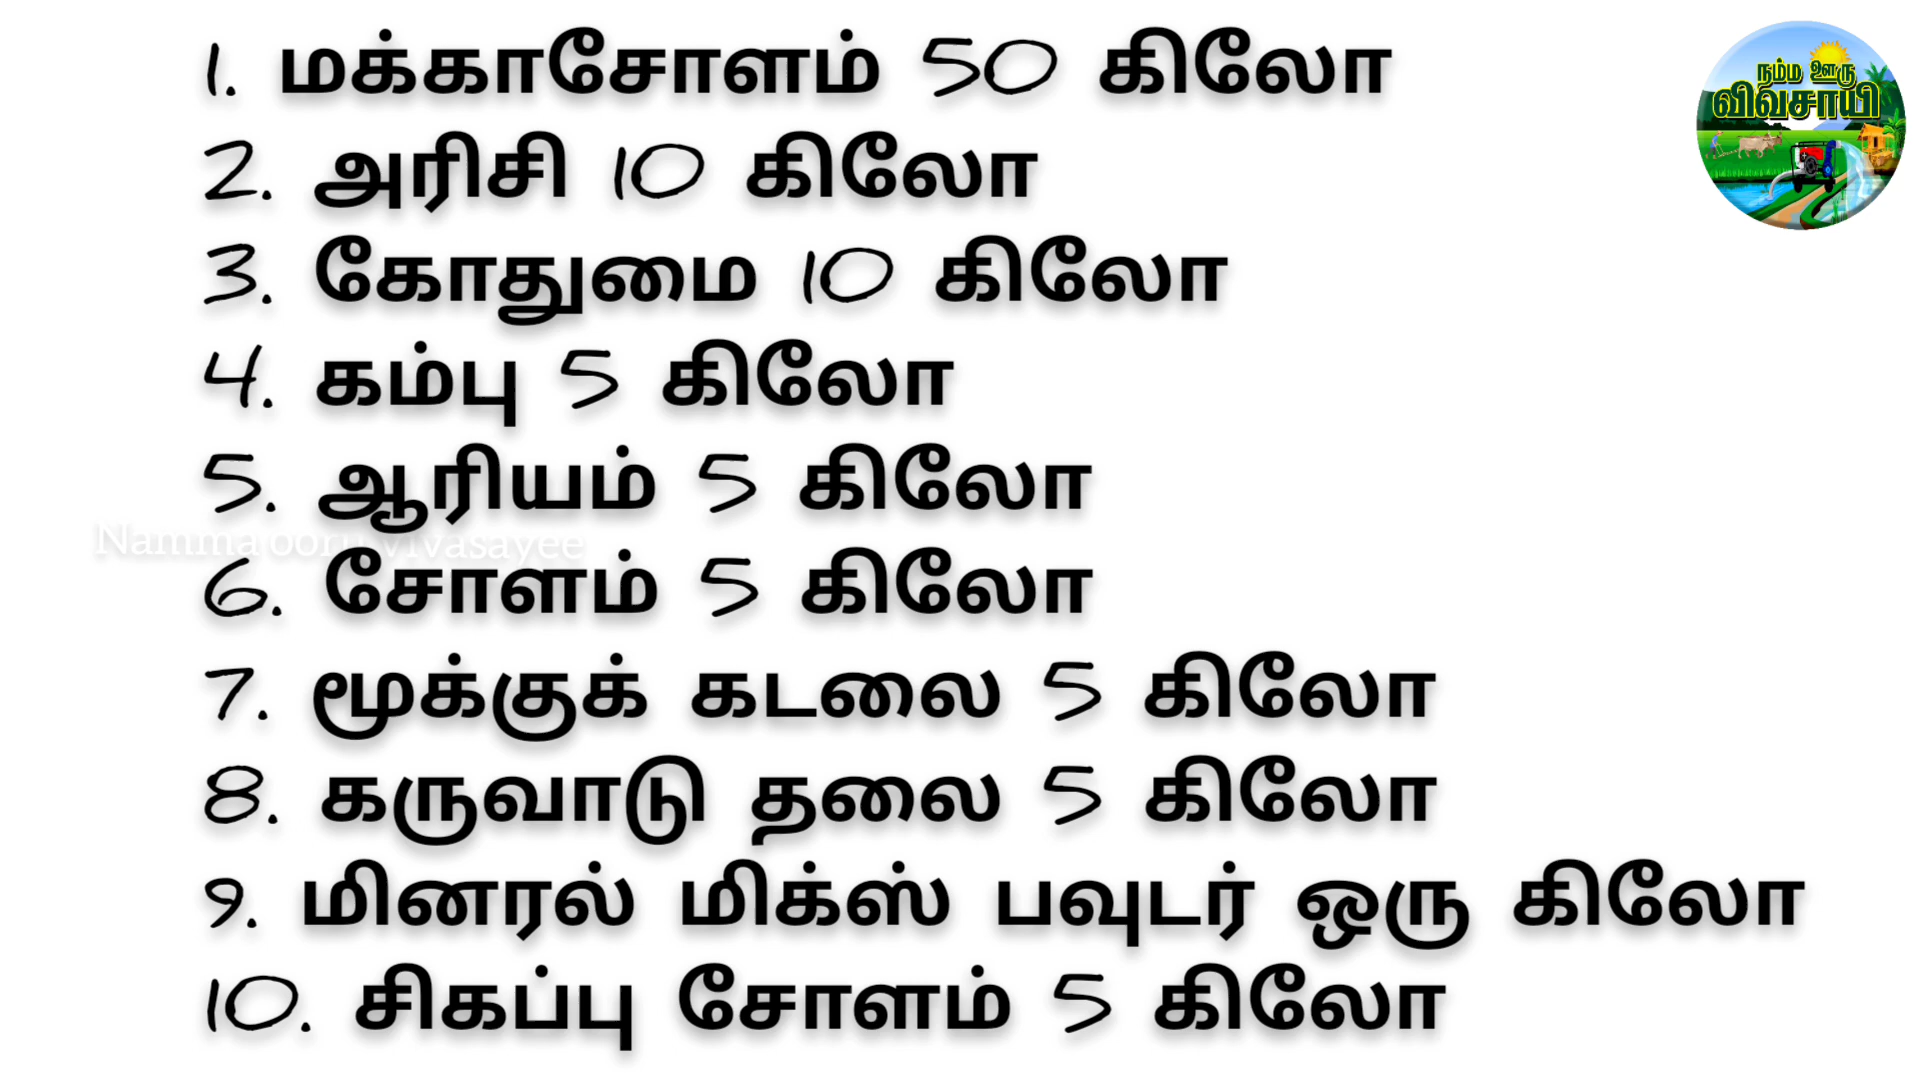 1. மக்காசோளம் 50 கிலோ
2. அரிசி 10 கிலோ
3. கோதுமை 10 கிலோ
4. கம்பு 5 கிலோ
5. ஆரியம் 5 கிலோ
Namma ooru vivasayee
6. சோளம் 5 கிலோ
7. மூக்குக் கடலை 5 கிலோ
8. கருவாடு தலை 5 கிலோ
9. மினரல் மிக்ஸ் பவுடர் ஒரு கிலோ
10. சிகப்பு சோளம் 5 கிலோ
நம்ம ஊரு
விவசாயி